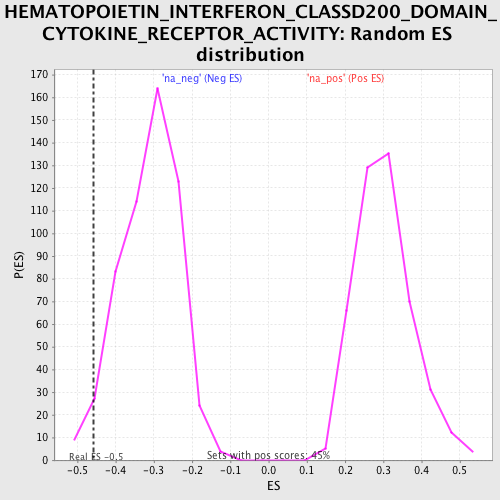 HEMATOPOIETIN_INTERFERON_CLASSD200_DOMAIN_
CYTOKINE_RECEPTOR_ACTIVITY: Random ES
distribution
'na_neg' (Neg ES) 'na_pos' (Pos ES)
170
160
150
140
130
120
110
100
90
80
70
60
50
40
30
20
10
0
P(ES)
Real ES -0.5 Sets with pos scores: 45%
-0.5 -0.4 -0.3 -0.2 -0.1 0.0 0.1 0.2 0.3 0.4 0.5
ES